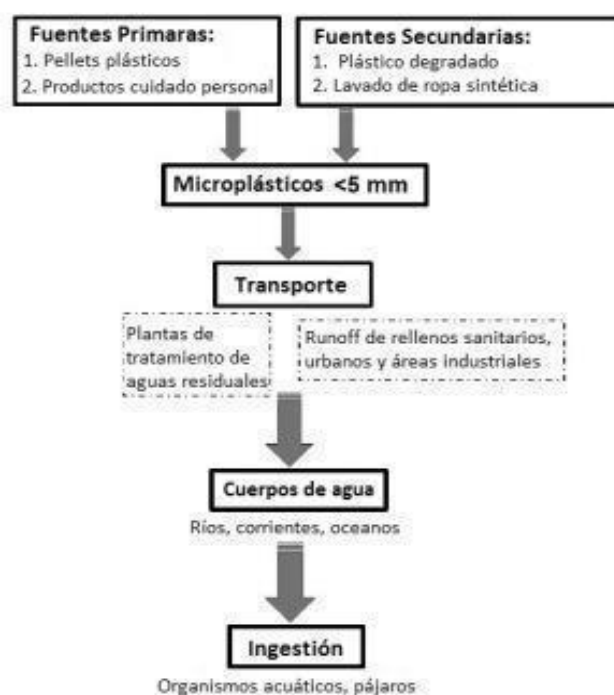 Fuentes Primaras:
1. Pellets plásticos
2. Productos cuidado personal
Fuentes Secundarias:
1. Plástico degradado
2. Lavado de ropa sintética
Microplásticos <5 mm
Transporte
Plantas de
tratamiento de
aguas residuales
Runoff de rellenos sanitarios,
urbanos y áreas industriales
Cuerpos de agua
Ríos, corrientes, oceanos
Ingestión
Organismos acuáticos, pájaros